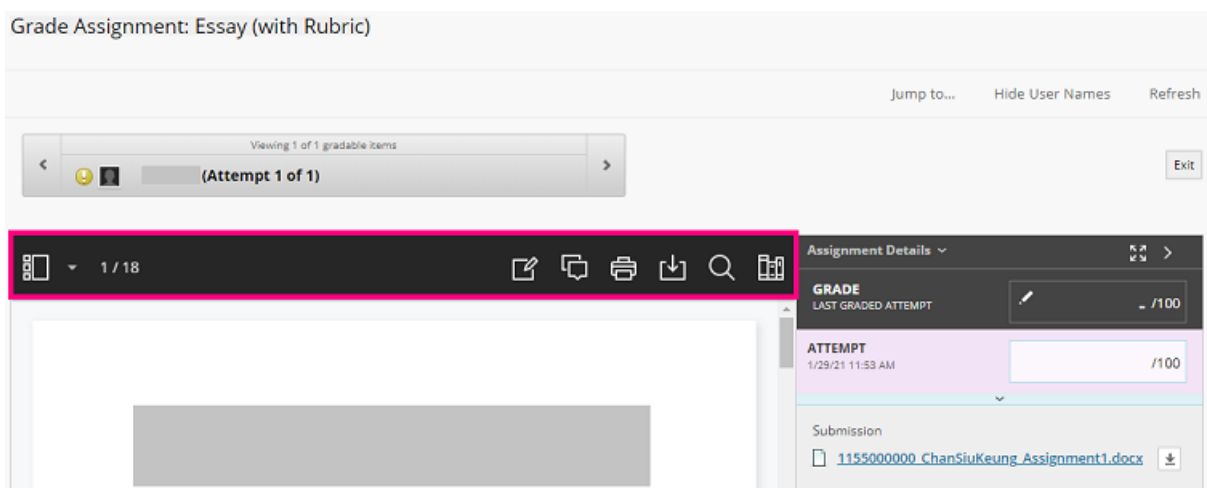 Grade Assignment: Essay (with Rubric)
Jump to... Hide User Names Refresh
Viewing 1 of 1 gradable items
(Attempt 1 of 1)
Exit
1 / 18
Assignment Details
GRADE
LAST GRADED ATTEMPT
- /100
ATTEMPT
1/29/21 11:53 AM
/100
Submission
1155000000_ChanSiuKeung_Assignment1.docx